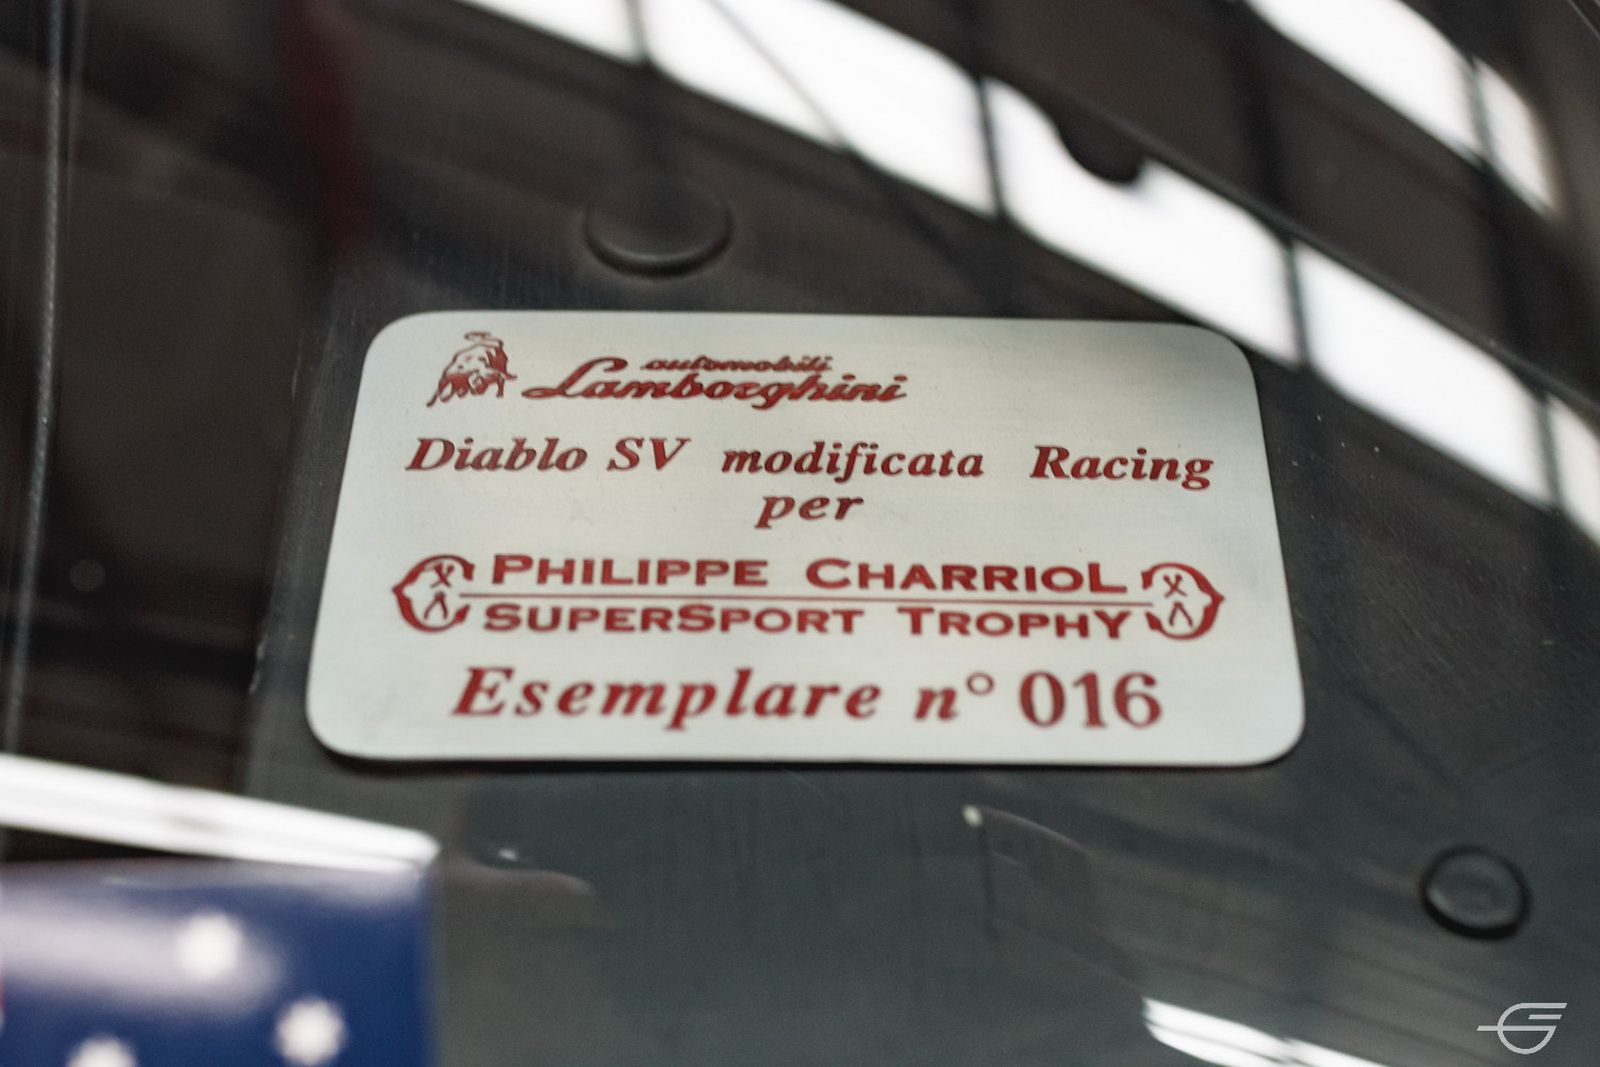 automobili
Lamborghini
Diablo SV modificata Racing
per
PHILIPPE CHARRIOL
SUPERSPORT TROPHY
Esemplare n° 016